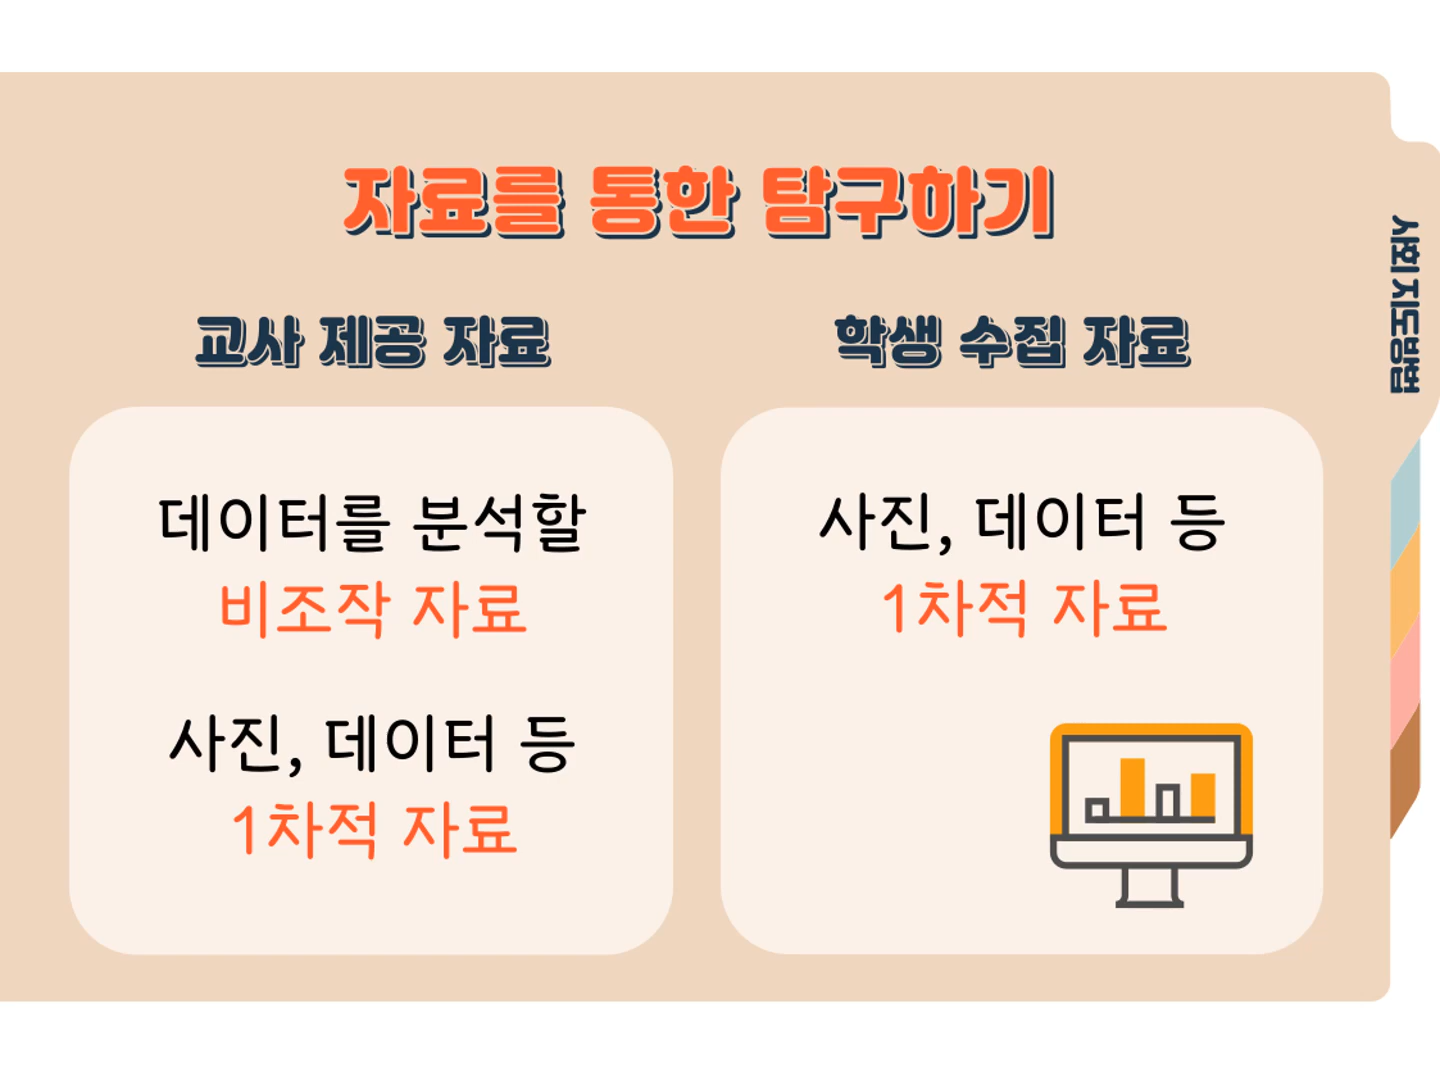 자료를 통한 탐구하기
교사 제공 자료
데이터를 분석할
비조작 자료
사진, 데이터 등
1차적 자료
학생 수집 자료
사진, 데이터 등
1차적 자료
사회 지도방법